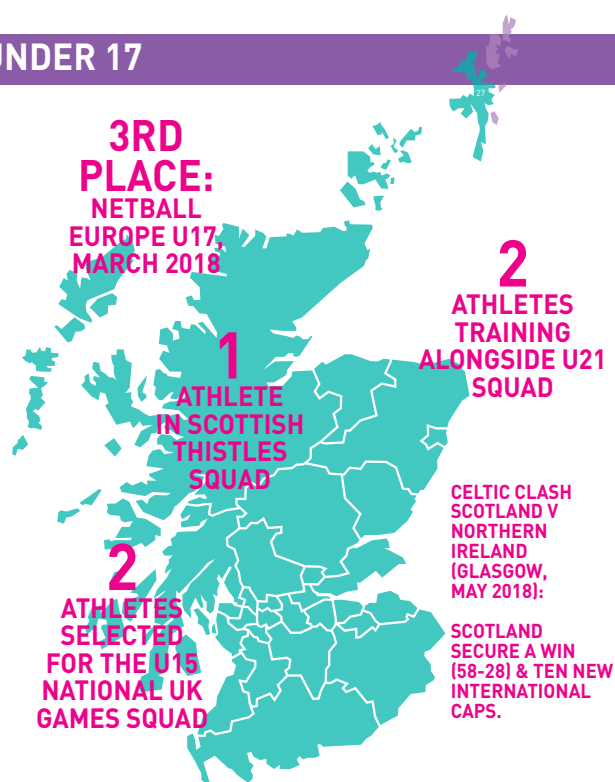 UNDER 17
27
3RD
PLACE:
NETBALL
EUROPE U17,
MARCH 2018
2
ATHLETES
TRAINING
ALONGSIDE U21
SQUAD
1
ATHLETE
IN SCOTTISH
THISTLES
SQUAD
2
ATHLETES
SELECTED
FOR THE U15
NATIONAL UK
GAMES SQUAD
CELTIC CLASH
SCOTLAND V
NORTHERN
IRELAND
(GLASGOW,
MAY 2018):
SCOTLAND
SECURE A WIN
(58-28) & TEN NEW
INTERNATIONAL
CAPS.